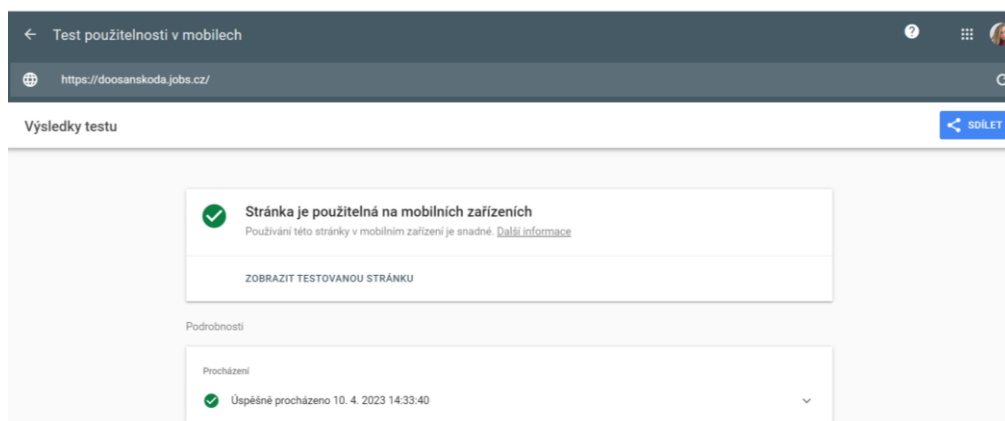 Test použitelnosti v mobilech
https://doosanskoda.jobs.cz/
Výsledky testu
SDÍLET
Stránka je použitelná na mobilních zařízeních
Používání této stránky v mobilním zařízení je snadné. Další informace
ZOBRAZIT TESTOVANOU STRÁNKU
Podrobnosti
Procházení
Úspěšně procházeno 10. 4. 2023 14:33:40